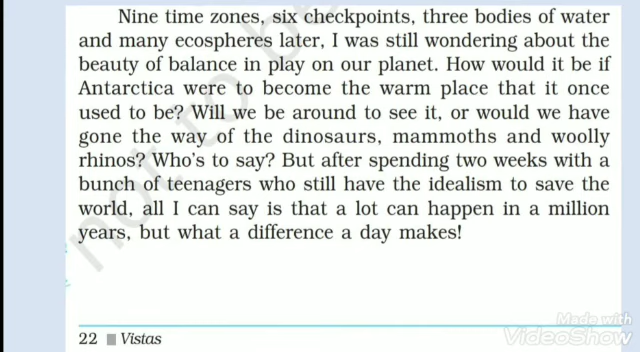 Nine time zones, six checkpoints, three bodies of water
and many ecospheres later, I was still wondering about the
beauty of balance in play on our planet. How would it be if
Antarctica were to become the warm place that it once
used to be? Will we be around to see it, or would we have
gone the way of the dinosaurs, mammoths and woolly
rhinos? Who's to say? But after spending two weeks with a
bunch of teenagers who still have the idealism to save the
world, all I can say is that a lot can happen in a million
years, but what a difference a day makes!
22 ■ Vistas
Made with
VideoShow